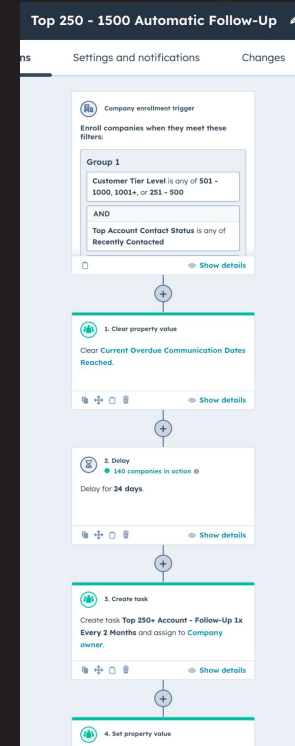 Top 250 - 1500 Automatic Follow-Up
ns
Settings and notifications
Changes
Company enrollment trigger
Enroll companies when they meet these
filters:
Group 1
Customer Tier Level is any of 501 -
1000, 1001+, or 251 - 500
AND
Top Account Contact Status is any of
Recently Contacted
Show details
1. Clear property value
Clear Current Overdue Communication Dates
Reached.
Show details
2. Delay
140 companies in action
Delay for 24 days.
Show details
3. Create task
Create task Top 250+ Account - Follow-Up 1x
Every 2 Months and assign to Company
owner.
Show details
4. Set property value